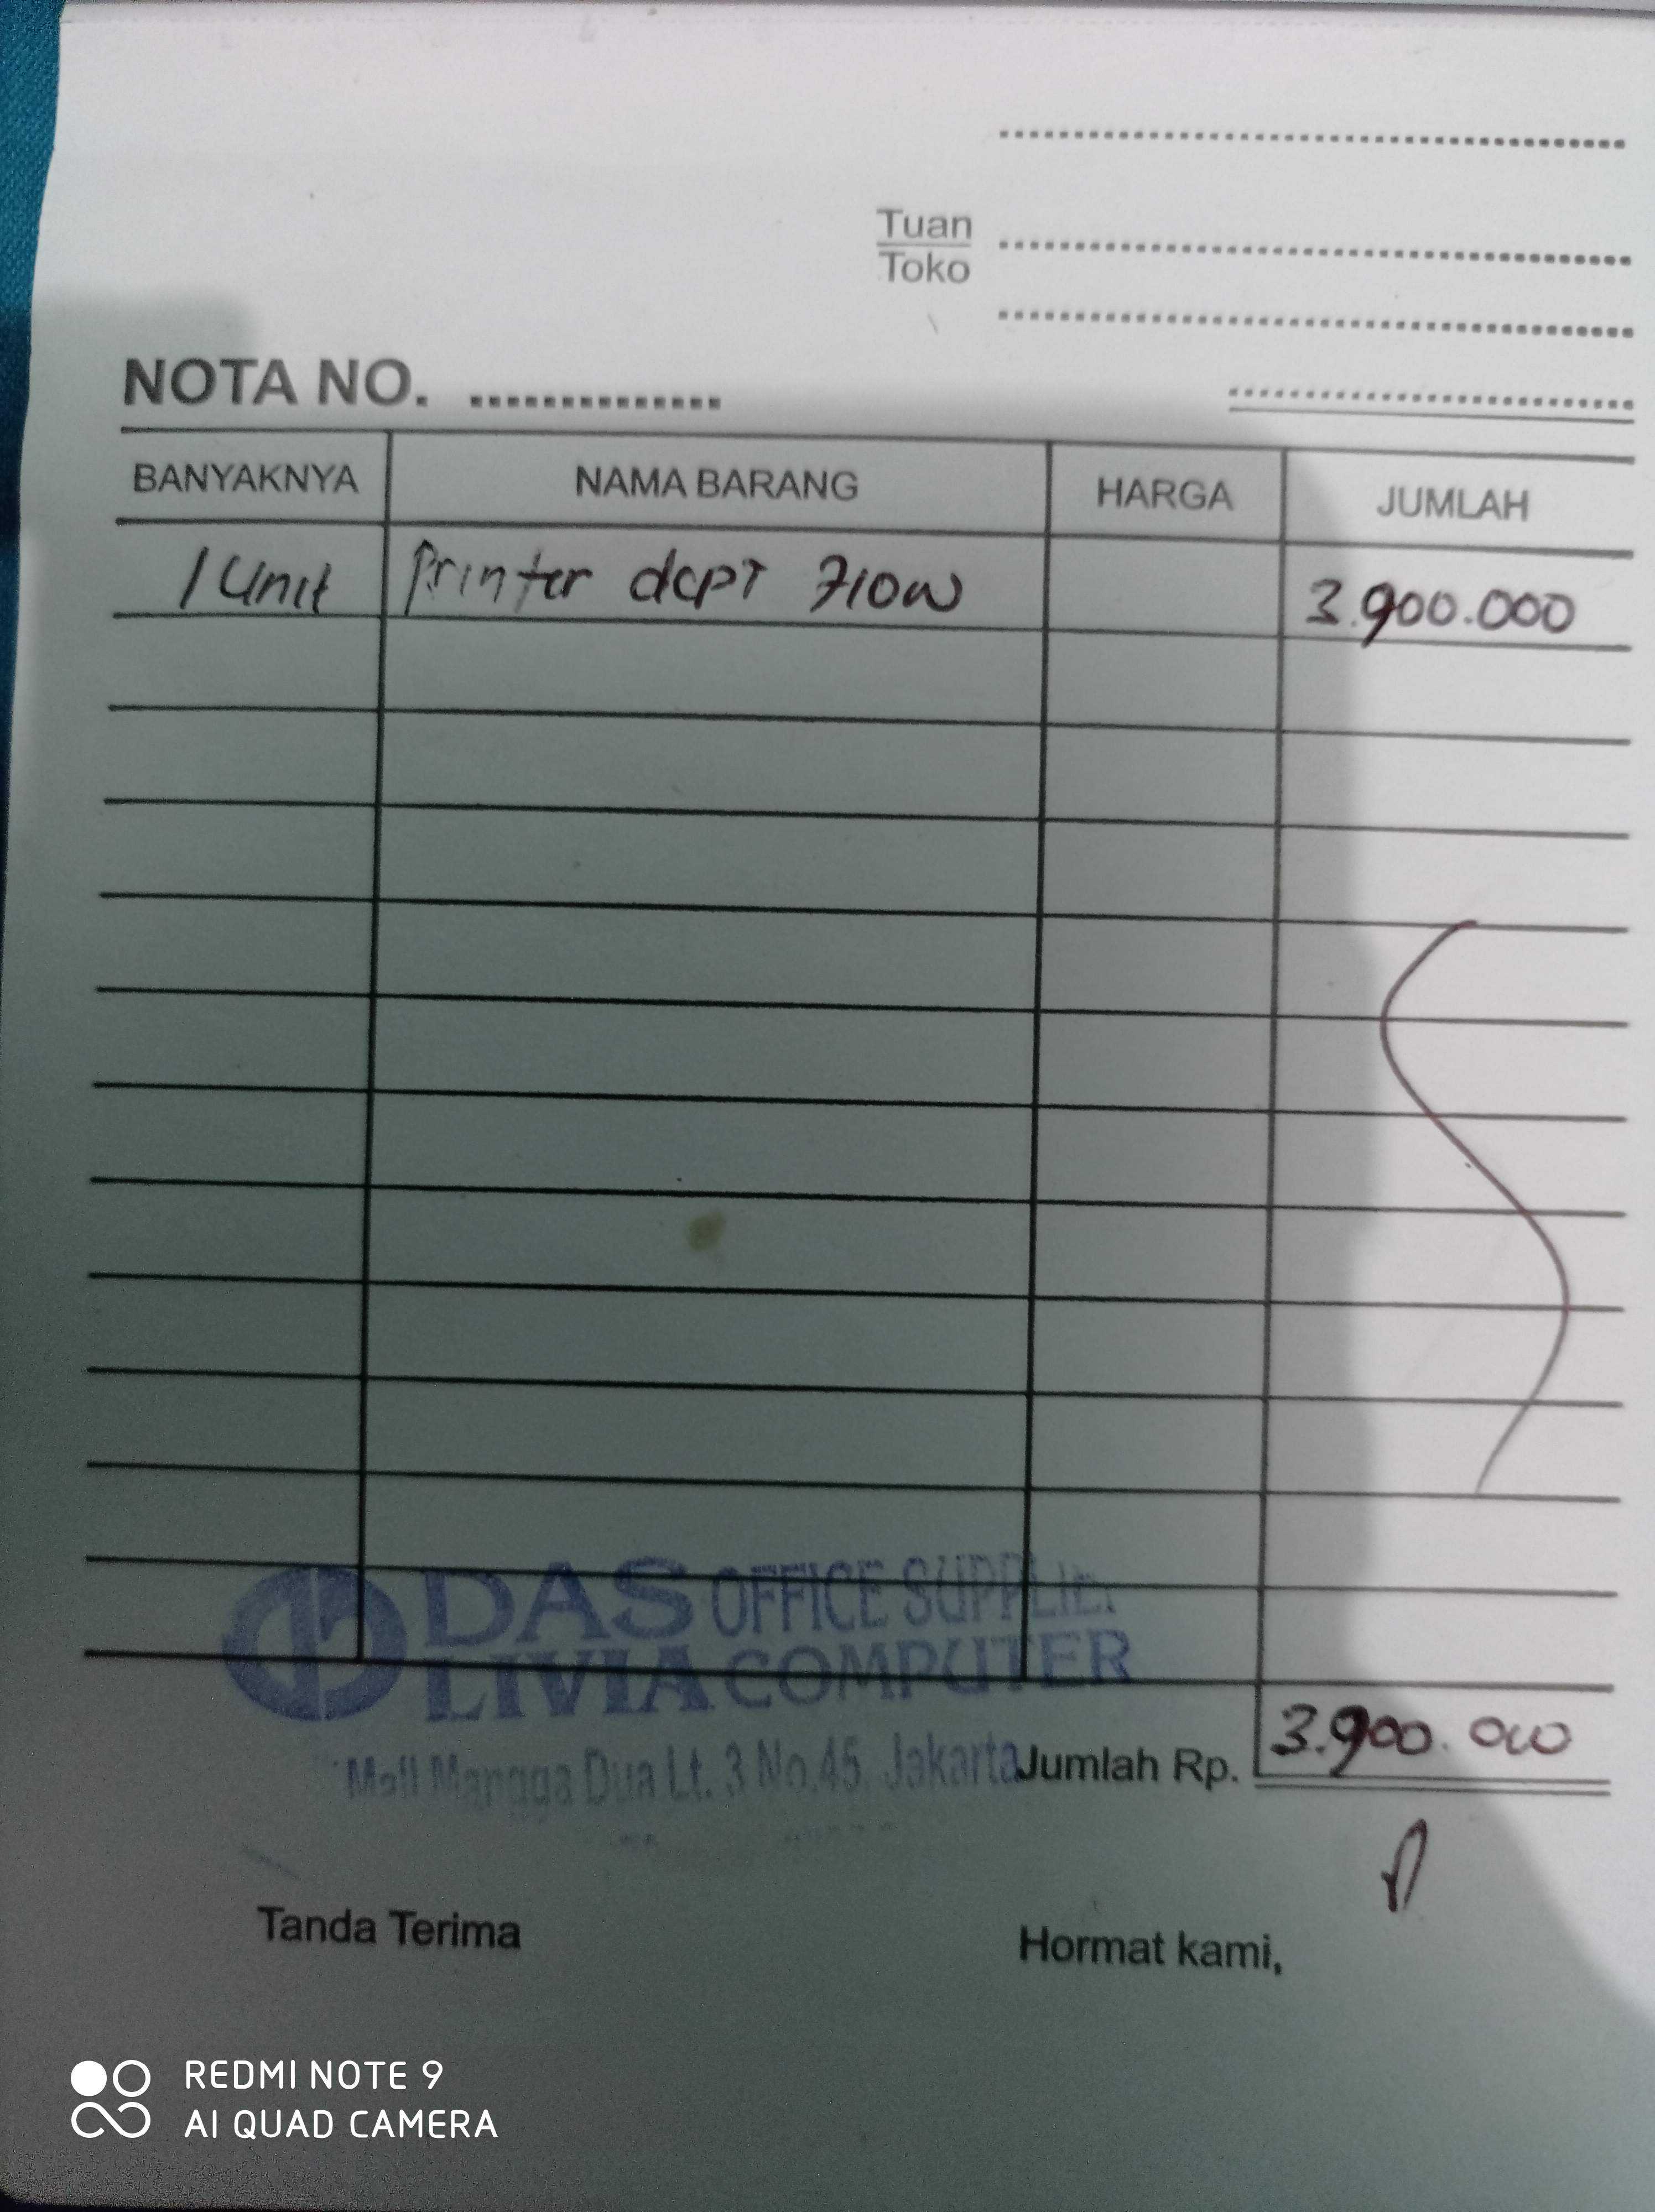 Tuan
Toko
NOTA NO. ..............
BANYAKNYA NAMA BARANG HARGA JUMLAH
1 Unit Printer dcpT 710W 3.900.000
DAS OFFICE SUPPLIES
LIVIA COMPUTER
Mall Mangga Dua Lt. 3 No.45. Jakarta
Jumlah Rp. 3.900.000
Tanda Terima Hormat kami,
REDMI NOTE 9
AI QUAD CAMERA